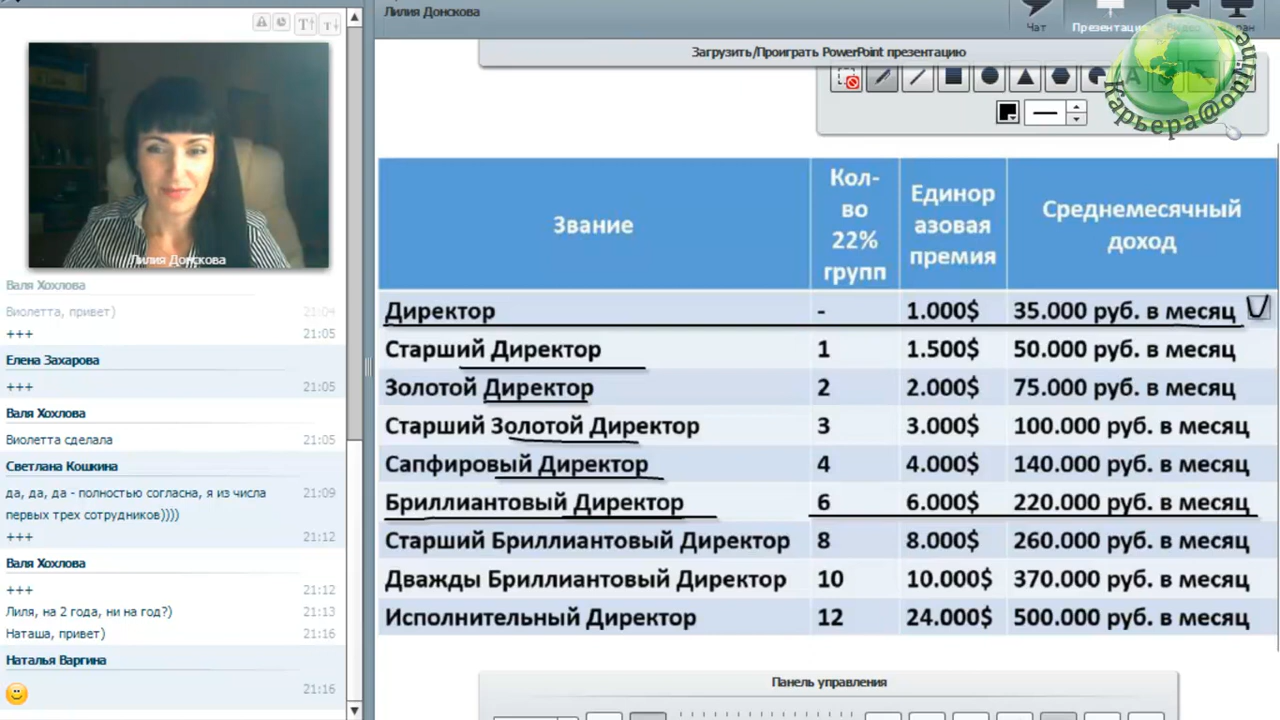 Лилия Донскова
Чат
Презентация
Карьера@online
Загрузить/Проиграть PowerPoint презентацию
Лилия Донскова
Валя Хохлова
Виолетта, привет) 21:04
+++ 21:05
Елена Захарова
+++ 21:05
Валя Хохлова
Виолетта сделала 21:05
Светлана Кошкина
да, да, да - полностью согласна, я из числа 21:09
первых трех сотрудников))))
+++ 21:12
Валя Хохлова
+++ 21:12
Лиля, на 2 года, ни на год?) 21:13
Наташа, привет) 21:16
Наталья Варгина
21:16
Звание
Кол-
во
22%
групп
Единор
азовая
премия
Среднемесячный
доход
Директор - 1.000$ 35.000 руб. в месяц
Старший Директор 1 1.500$ 50.000 руб. в месяц
Золотой Директор 2 2.000$ 75.000 руб. в месяц
Старший Золотой Директор 3 3.000$ 100.000 руб. в месяц
Сапфировый Директор 4 4.000$ 140.000 руб. в месяц
Бриллиантовый Директор 6 6.000$ 220.000 руб. в месяц
Старший Бриллиантовый Директор 8 8.000$ 260.000 руб. в месяц
Дважды Бриллиантовый Директор 10 10.000$ 370.000 руб. в месяц
Исполнительный Директор 12 24.000$ 500.000 руб. в месяц
Панель управления